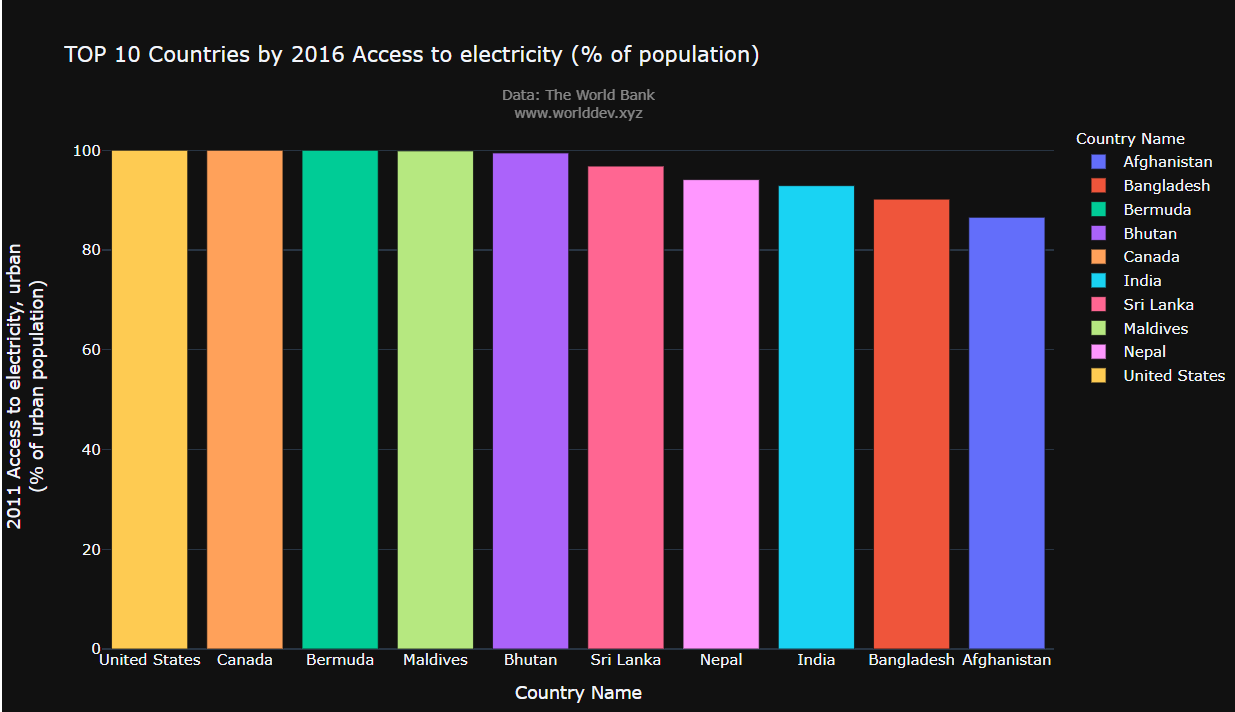 TOP 10 Countries by 2016 Access to electricity (% of population)
Data: The World Bank
www.worlddev.xyz
2011 Access to electricity, urban
(% of urban population)
100
80
60
40
20
0
United States Canada Bermuda Maldives Bhutan Sri Lanka Nepal India Bangladesh Afghanistan
Country Name
Country Name
Afghanistan
Bangladesh
Bermuda
Bhutan
Canada
India
Sri Lanka
Maldives
Nepal
United States